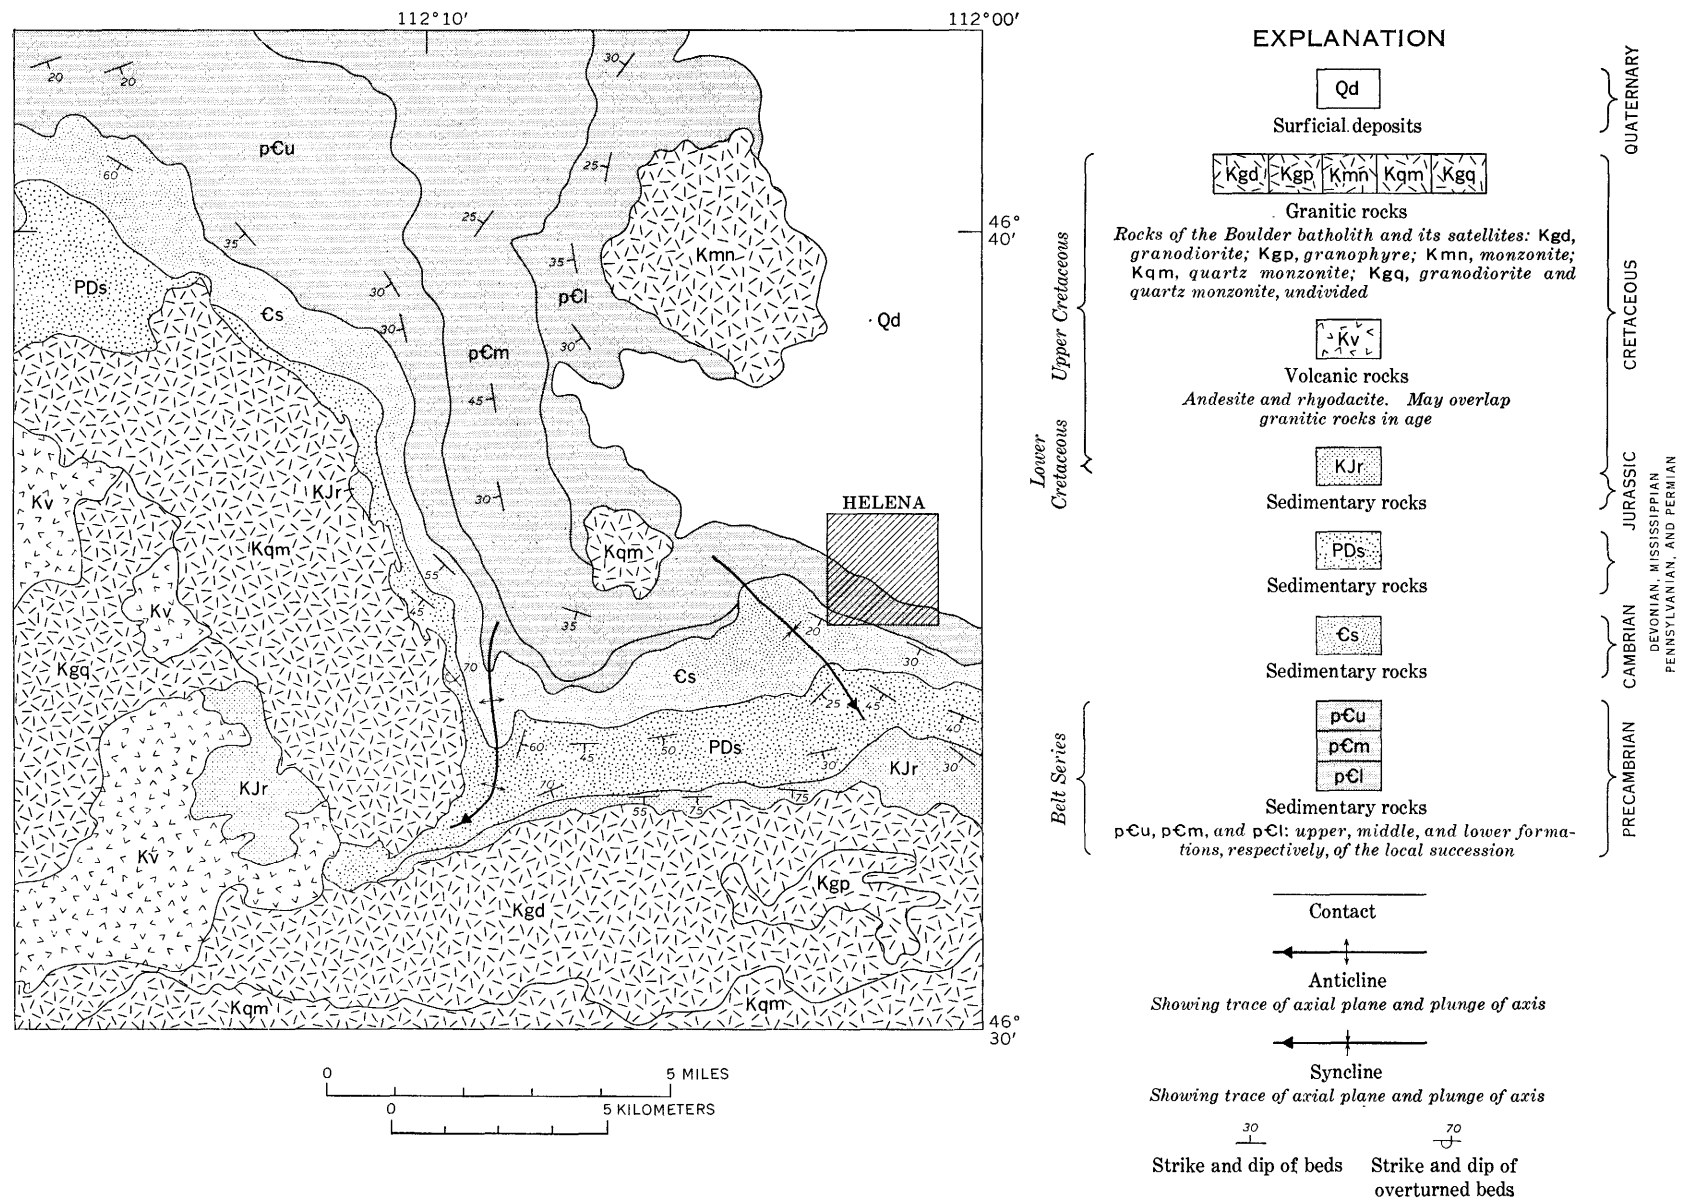 112°10′
112°00′
20
20
30
p€u
60
25
35
25
46°
40′
PDs
35
Kmn
30
p€l
€s
30
Qd
30
p€m
45
Kv
KJr
30
HELENA
Kqm
Kqm
55
45
Kv
35
20
Kgq
70
€s
30
25
45
40
60
45
50
PDs
30
KJr
30
KJr
70
55
75
75
Kv
Kgp
Kgd
Kqm
Kqm
46°
30′
0 5 MILES
0 5 KILOMETERS
EXPLANATION
Qd
Surficial deposits
QUATERNARY
Kgd Kgp Kmn Kqm Kgq
Granitic rocks
Rocks of the Boulder batholith and its satellites: Kgd,
granodiorite; Kgp, granophyre; Kmn, monzonite;
Kqm, quartz monzonite; Kgq, granodiorite and
quartz monzonite, undivided
Upper Cretaceous
CRETACEOUS
Kv
Volcanic rocks
Andesite and rhyodacite. May overlap
granitic rocks in age
Lower
Cretaceous
KJr
Sedimentary rocks
JURASSIC
PDs
Sedimentary rocks
DEVONIAN, MISSISSIPPIAN
PENNSYLVANIAN, AND PERMIAN
€s
Sedimentary rocks
CAMBRIAN
p€u
p€m
p€l
Sedimentary rocks
p€u, p€m, and p€l: upper, middle, and lower forma-
tions, respectively, of the local succession
Belt Series
PRECAMBRIAN
Contact
Anticline
Showing trace of axial plane and plunge of axis
Syncline
Showing trace of axial plane and plunge of axis
30
Strike and dip of beds
70
Strike and dip of
overturned beds